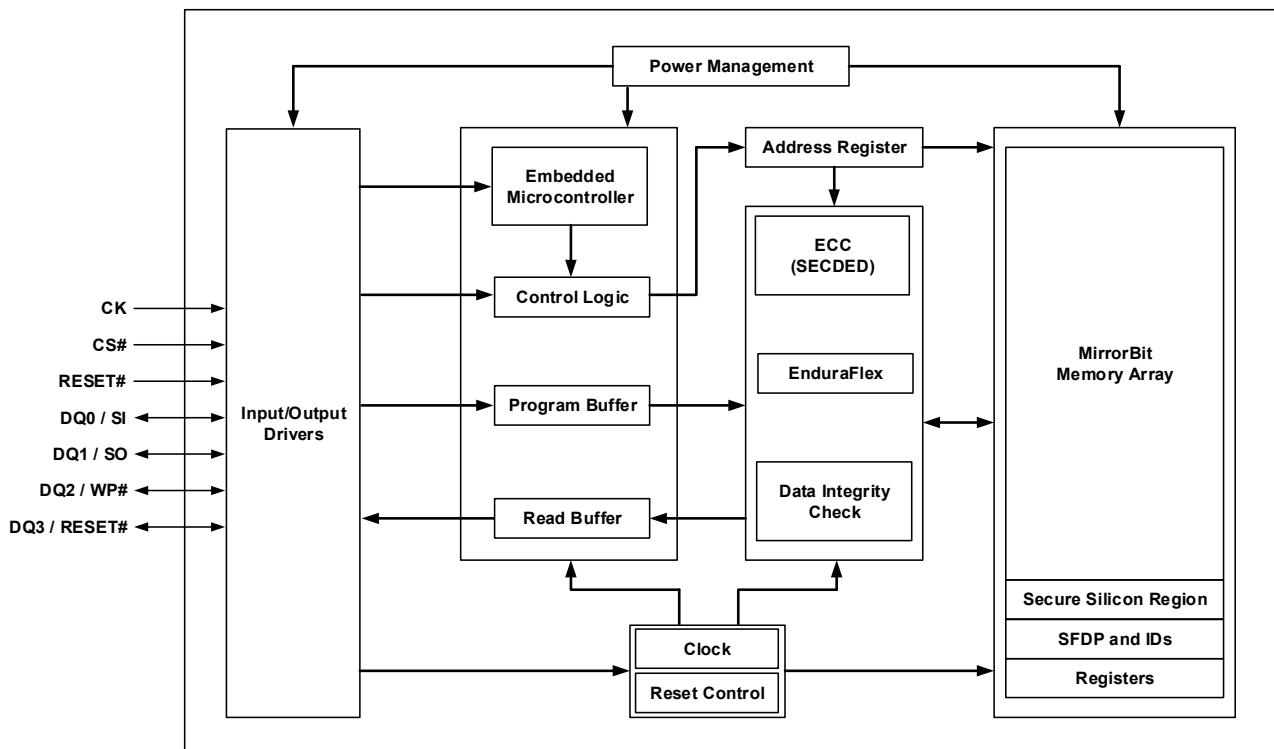 Power Management
Address Register
Embedded
Microcontroller
ECC
(SECDED)
Control Logic
CK
CS#
RESET#
DQ0 / SI
DQ1 / SO
DQ2 / WP#
DQ3 / RESET#
Input/Output
Drivers
EnduraFlex
MirrorBit
Memory Array
Program Buffer
Data Integrity
Check
Read Buffer
Secure Silicon Region
SFDP and IDs
Registers
Clock
Reset Control